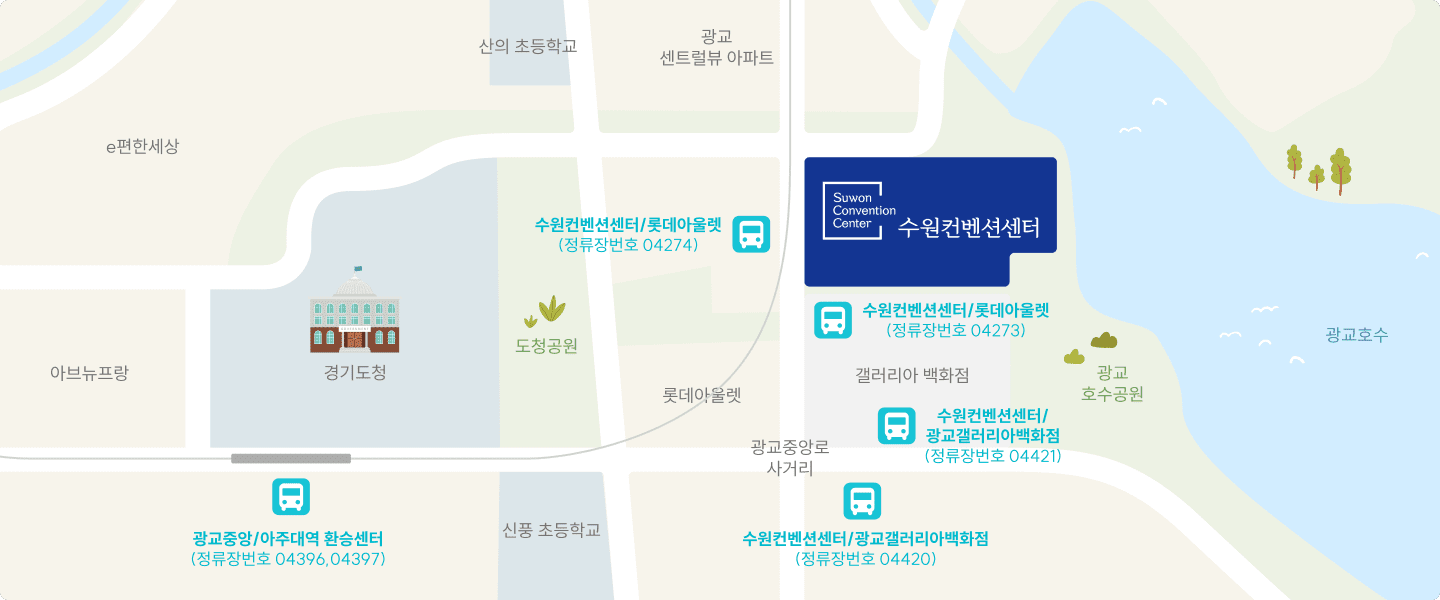 산의 초등학교
광교
센트럴뷰 아파트
e편한세상
Suwon
Convention
Center
수원컨벤션센터
수원컨벤션센터/롯데아울렛
(정류장번호 04274)
수원컨벤션센터/롯데아울렛
(정류장번호 04273)
광교호수
도청공원
경기도청
아브뉴프랑
갤러리아 백화점
광교
호수공원
롯데아울렛
수원컨벤션센터/
광교갤러리아백화점
(정류장번호 04421)
광교중앙로
사거리
신풍 초등학교
광교중앙/아주대역 환승센터
(정류장번호 04396,04397)
수원컨벤션센터/광교갤러리아백화점
(정류장번호 04420)